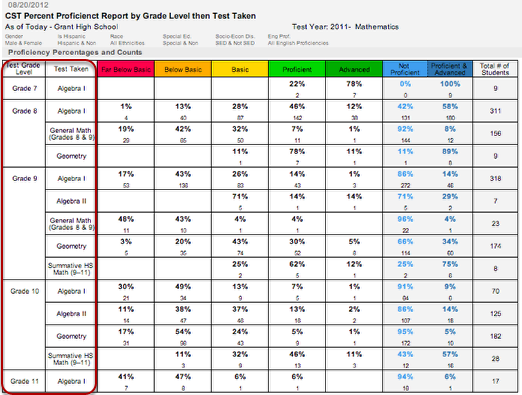 08/20/2012
CST Percent Proficienct Report by Grade Level then Test Taken
As of Today - Grant High School Test Year: 2011- Mathematics
Gender Is Hispanic Race Special Ed. Socio-Econ Dis. Eng Prof.
Male & Female Hispanic & Non All Ethnicities Special & Non SED & Not SED All English Proficiencies
Proficiency Percentages and Counts
Test Grade Level Test Taken Far Below Basic Below Basic Basic Proficient Advanced Not Proficient Proficient & Advanced Total # of Students
Grade 7 Algebra I 22% 78% 0% 100% 9
2 7 0 9
Grade 8 Algebra I 1% 13% 28% 46% 12% 42% 58% 311
4 40 87 142 38 131 180
General Math (Grades 8 & 9) 19% 42% 32% 7% 1% 92% 8% 156
29 65 50 11 1 144 12
Geometry 11% 78% 11% 11% 89% 9
1 7 1 1 8
Grade 9 Algebra I 17% 43% 26% 14% 1% 86% 14% 318
53 136 83 43 3 272 46
Algebra II 71% 14% 14% 71% 29% 7
5 1 1 5 2
General Math (Grades 8 & 9) 48% 43% 4% 4% 96% 4% 23
11 10 1 1 22 1
Geometry 3% 20% 43% 30% 5% 66% 34% 174
5 35 74 52 8 114 60
Summative HS Math (9-11) 25% 62% 12% 25% 75% 8
2 5 1 2 6
Grade 10 Algebra I 30% 49% 13% 7% 1% 91% 9% 70
21 34 9 5 1 64 6
Algebra II 11% 38% 37% 13% 2% 86% 14% 125
14 47 46 16 2 107 18
Geometry 17% 54% 24% 5% 1% 95% 5% 182
31 98 43 9 1 172 10
Summative HS Math (9-11) 11% 32% 46% 11% 43% 57% 28
3 9 13 3 12 16
Grade 11 Algebra I 41% 47% 6% 6% 94% 6% 17
7 8 1 1 16 1